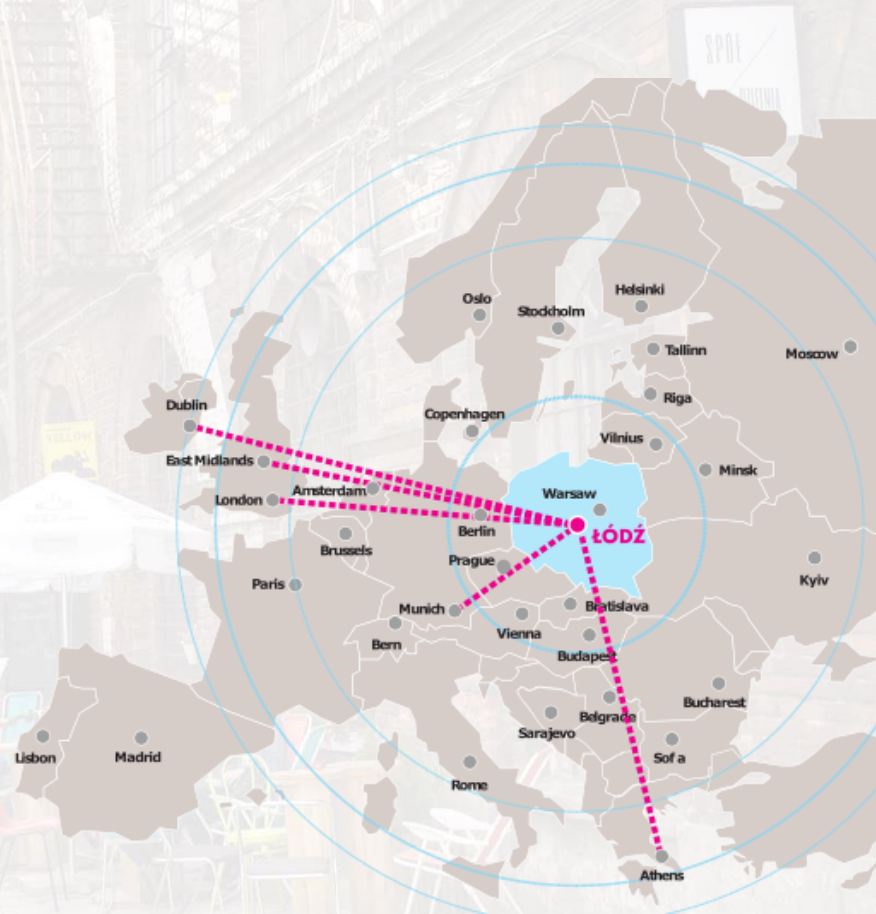 SPÓŁ
Oslo
Stockholm
Helsinki
Tallinn
Moscow
Riga
Dublin
Copenhagen
Vilnius
East Midlands
Minsk
Amsterdam
Warsaw
London
Berlin
ŁÓDŹ
Brussels
Prague
Kyiv
Paris
Munich
Bratislava
Bern
Vienna
Budapest
Bucharest
Belgrade
Sarajevo
Lisbon
Madrid
Sof a
Rome
Athens